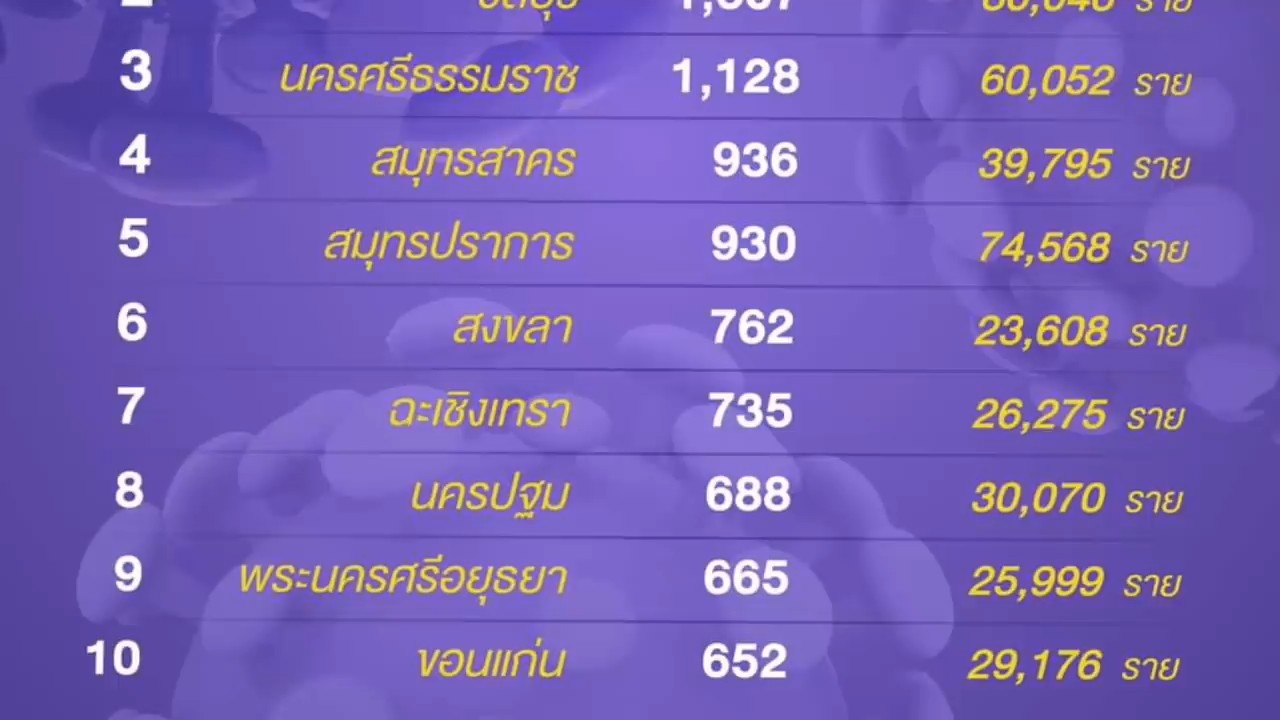 3 นครศรีธรรมราช 1,128 60,052 ราย
4 สมุทรสาคร 936 39,795 ราย
5 สมุทรปราการ 930 74,568 ราย
6 สงขลา 762 23,608 ราย
7 ฉะเชิงเทรา 735 26,275 ราย
8 นครปฐม 688 30,070 ราย
9 พระนครศรีอยุธยา 665 25,999 ราย
10 ขอนแก่น 652 29,176 ราย